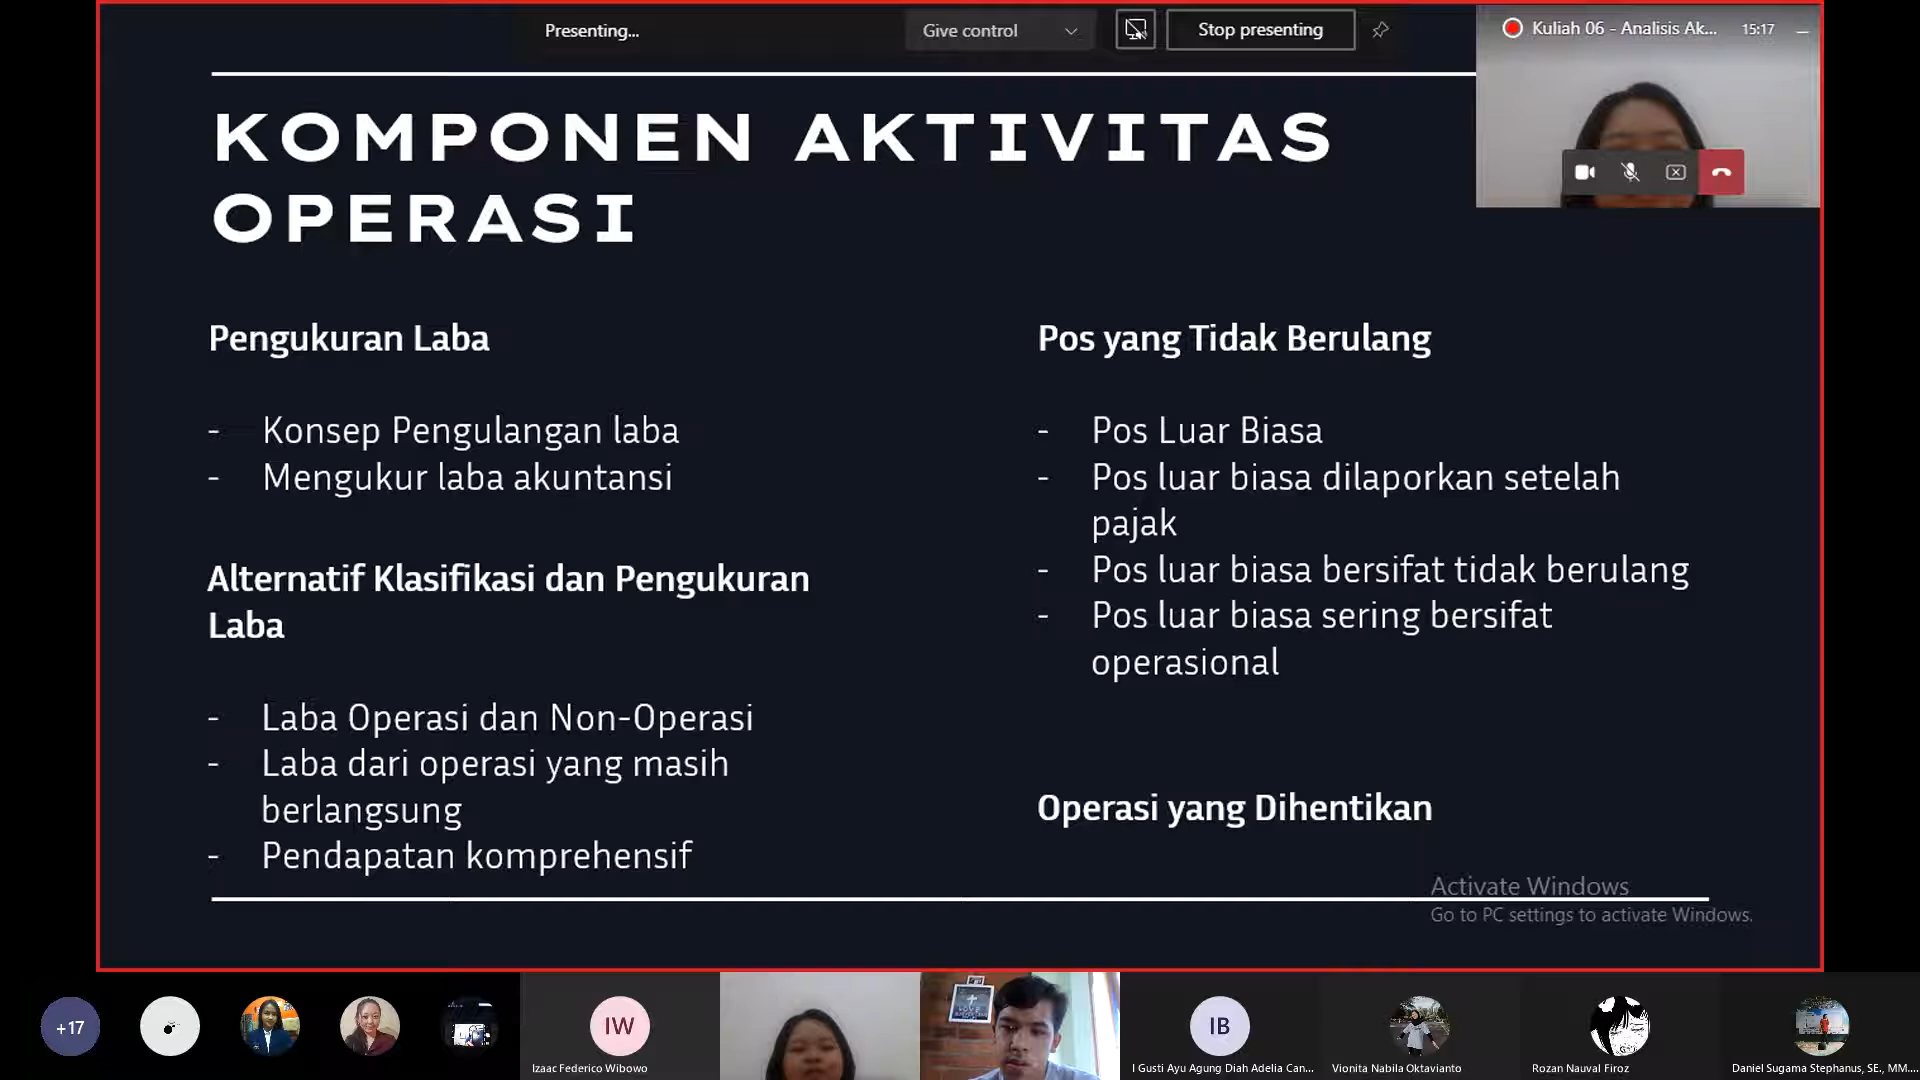 Presenting...
Give control
Stop presenting
Kuliah 06 - Analisis Ak...
15:17
KOMPONEN AKTIVITAS
OPERASI
Pengukuran Laba
- Konsep Pengulangan laba
- Mengukur laba akuntansi
Alternatif Klasifikasi dan Pengukuran
Laba
- Laba Operasi dan Non-Operasi
- Laba dari operasi yang masih
berlangsung
- Pendapatan komprehensif
Pos yang Tidak Berulang
- Pos Luar Biasa
- Pos luar biasa dilaporkan setelah
pajak
- Pos luar biasa bersifat tidak berulang
- Pos luar biasa sering bersifat
operasional
Operasi yang Dihentikan
Activate Windows
Go to PC settings to activate Windows.
+17
IW
Izaac Federico Wibowo
IB
I Gusti Ayu Agung Diah Adelia Can...
Vionita Nabila Oktavianto
Rozan Nauval Firoz
Daniel Sugama Stephanus, SE., MM....